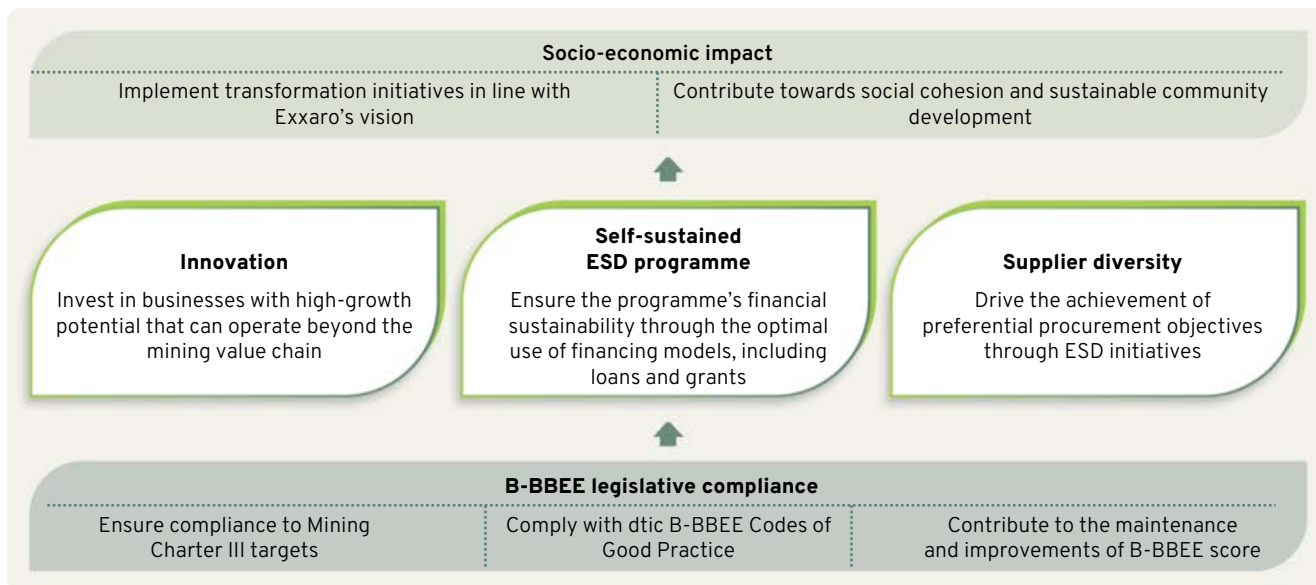 Socio-economic impact
Implement transformation initiatives in line with
Exxaro's vision
Contribute towards social cohesion and sustainable community
development
Innovation
Invest in businesses with high-growth
potential that can operate beyond the
mining value chain
Self-sustained
ESD programme
Ensure the programme's financial
sustainability through the optimal
use of financing models, including
loans and grants
Supplier diversity
Drive the achievement of
preferential procurement objectives
through ESD initiatives
B-BBEE legislative compliance
Ensure compliance to Mining
Charter III targets
Comply with dtic B-BBEE Codes of
Good Practice
Contribute to the maintenance
and improvements of B-BBEE score